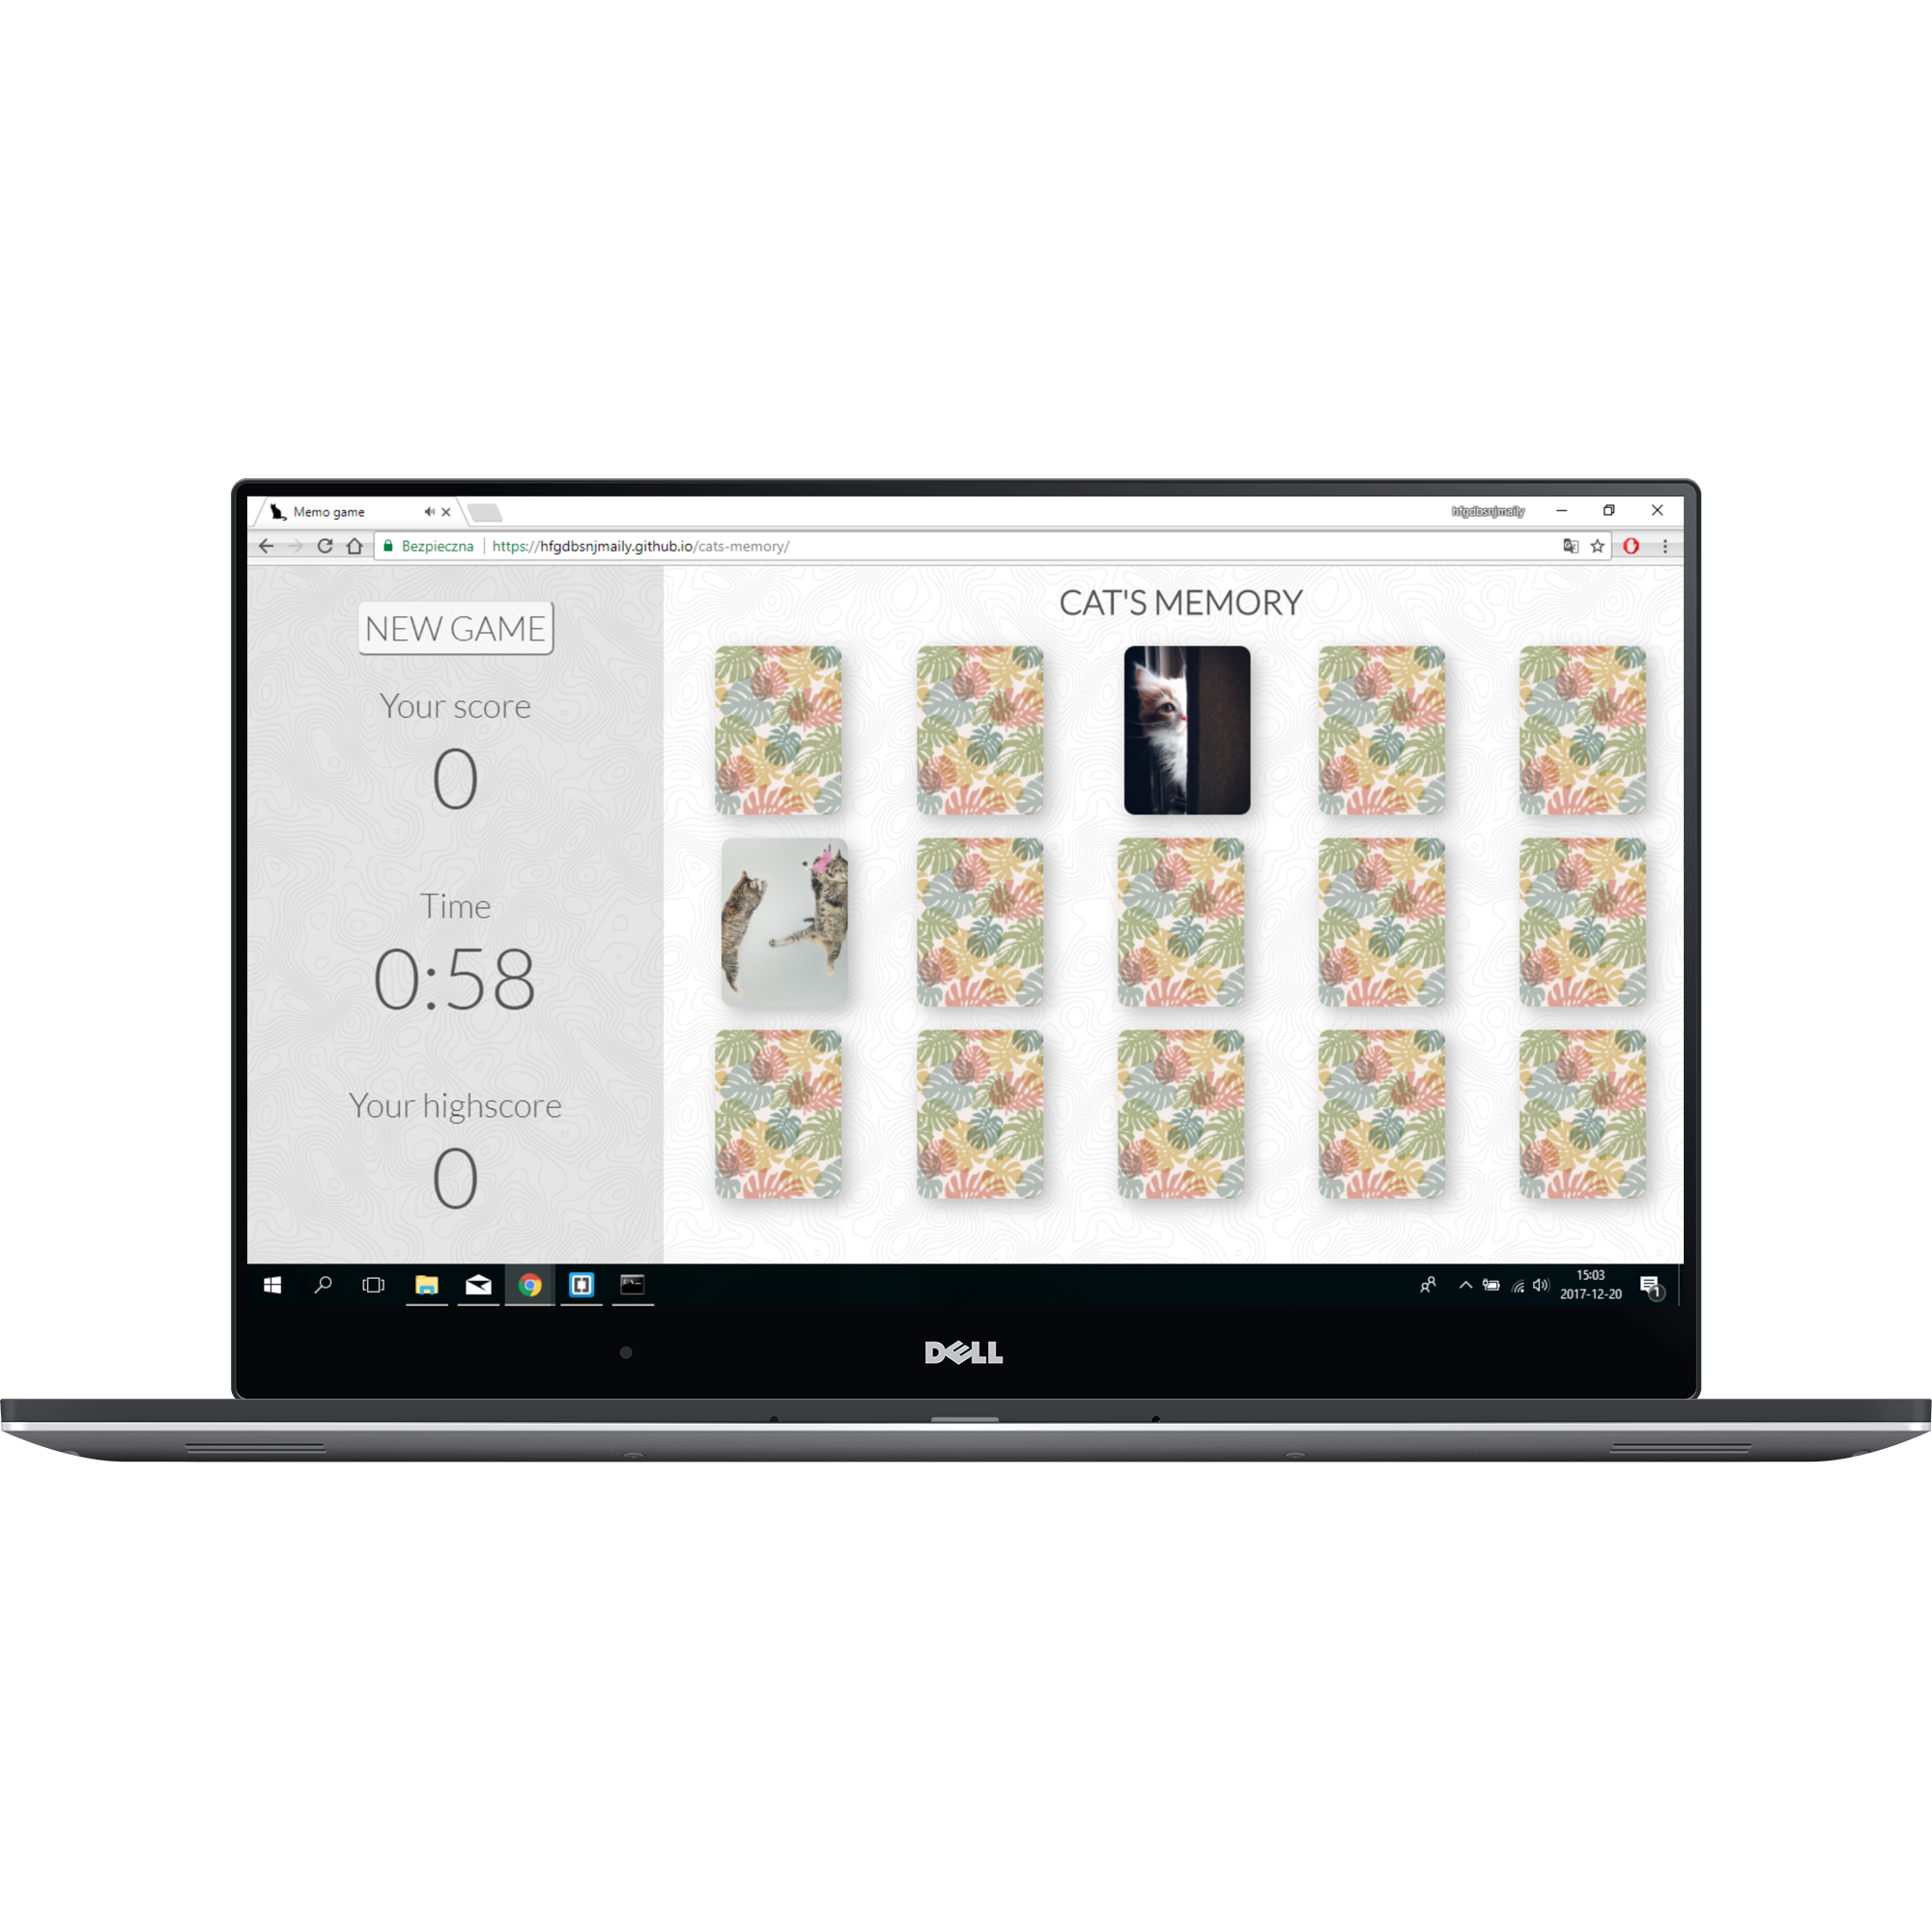 Memo game
hfgdbsnjmaily
Bezpieczna
https://hfgdbsnjmaily.github.io/cats-memory/
NEW GAME
Your score
0
Time
0:58
Your highscore
0
CAT'S MEMORY
15:03
2017-12-20
1
DELL